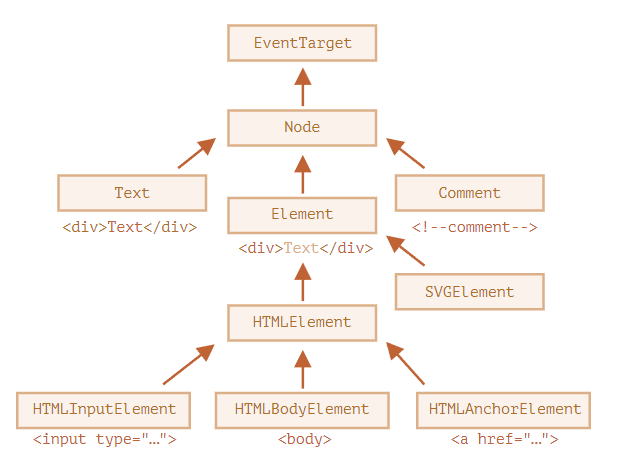 EventTarget
Node
Text
Element
Comment
<div>Text</div>
<div>Text</div>
<!--comment-->
SVGElement
HTMLElement
HTMLInputElement
HTMLBodyElement
HTMLAnchorElement
<input type="…">
<body>
<a href="…">